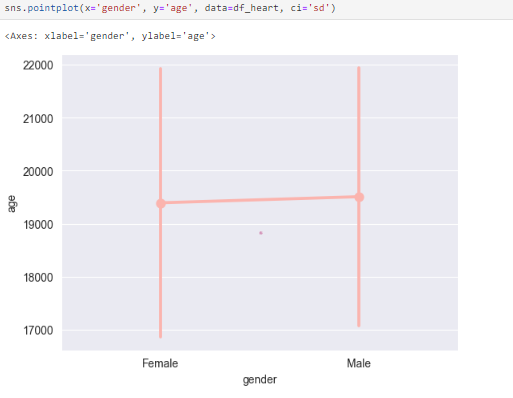 sns.pointplot(x='gender', y='age', data=df_heart, ci='sd')
<Axes: xlabel='gender', ylabel='age'>
22000
21000
20000
19000
18000
17000
age
Female Male
gender